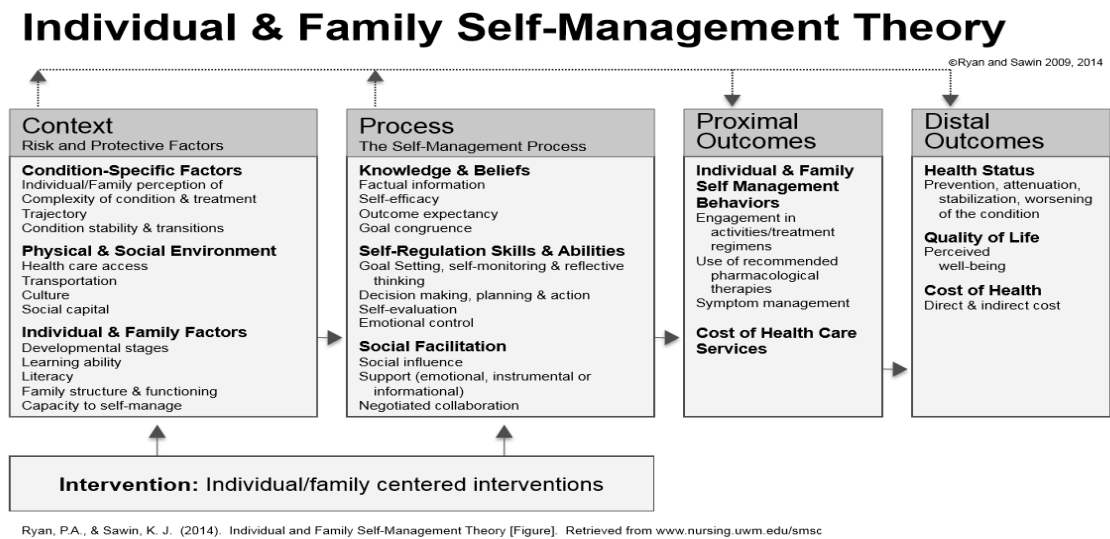 Individual & Family Self-Management Theory
©Ryan and Sawin 2009, 2014
Context
Risk and Protective Factors
Condition-Specific Factors
Individual/Family perception of
Complexity of condition & treatment
Trajectory
Condition stability & transitions
Physical & Social Environment
Health care access
Transportation
Culture
Social capital
Individual & Family Factors
Developmental stages
Learning ability
Literacy
Family structure & functioning
Capacity to self-manage
Process
The Self-Management Process
Knowledge & Beliefs
Factual information
Self-efficacy
Outcome expectancy
Goal congruence
Self-Regulation Skills & Abilities
Goal Setting, self-monitoring & reflective
thinking
Decision making, planning & action
Self-evaluation
Emotional control
Social Facilitation
Social influence
Support (emotional, instrumental or
informational)
Negotiated collaboration
Proximal
Outcomes
Individual & Family
Self Management
Behaviors
Engagement in
activities/treatment
regimens
Use of recommended
pharmacological
therapies
Symptom management
Cost of Health Care
Services
Distal
Outcomes
Health Status
Prevention, attenuation,
stabilization, worsening
of the condition
Quality of Life
Perceived
well-being
Cost of Health
Direct & indirect cost
Intervention: Individual/family centered interventions
Ryan, P.A., & Sawin, K. J. (2014). Individual and Family Self-Management Theory [Figure]. Retrieved from www.nursing.uwm.edu/smsc